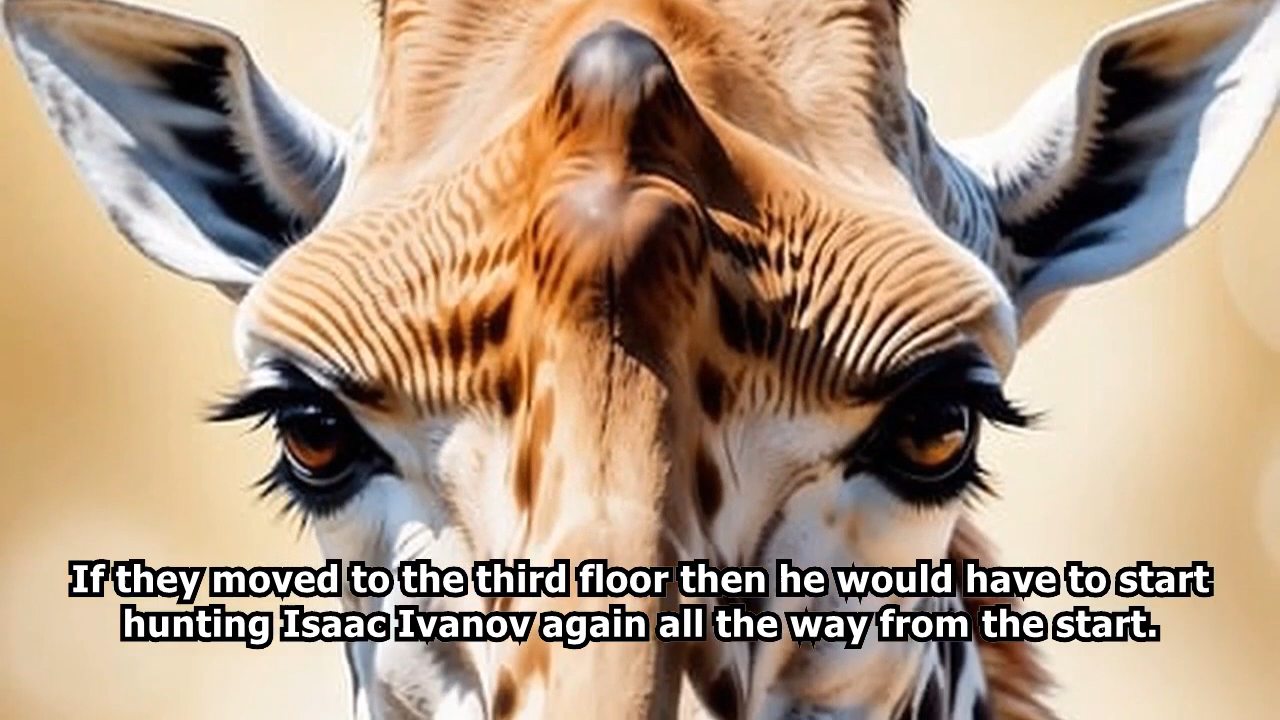 If they moved to the third floor then he would have to start
hunting Isaac Ivanov again all the way from the start.